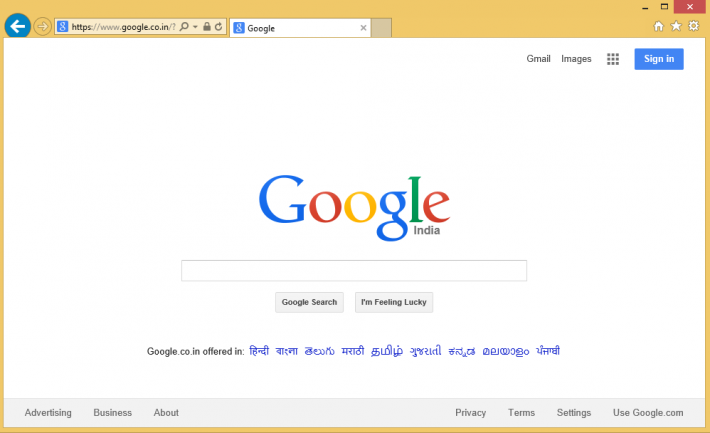 https://www.google.co.in/?
Google
Gmail Images Sign in
Google
India
Google Search I'm Feeling Lucky
Google.co.in offered in: हिन्दी বাংলা తెలుగు मराठी தமிழ் ગુજરાતી ಕನ್ನಡ മലയാളം ਪੰਜਾਬੀ
Advertising Business About Privacy Terms Settings Use Google.com